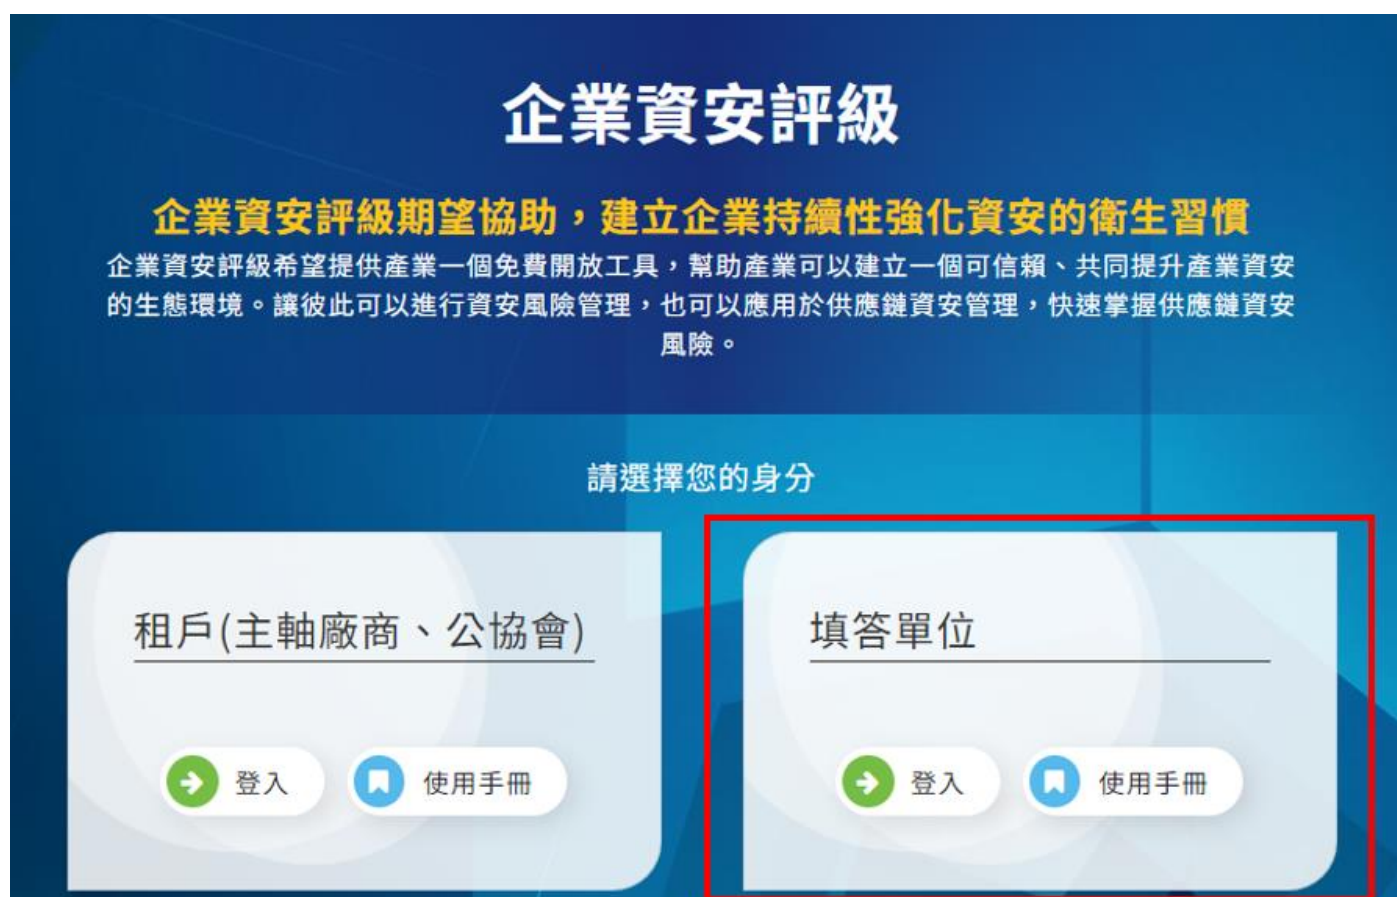 企業資安評級
企業資安評級期望協助，建立企業持續性強化資安的衛生習慣
企業資安評級希望提供產業一個免費開放工具，幫助產業可以建立一個可信賴、共同提升產業資安
的生態環境。讓彼此可以進行資安風險管理，也可以應用於供應鏈資安管理，快速掌握供應鏈資安
風險。
請選擇您的身分
租戶(主軸廠商、公協會)
登入
使用手冊
填答單位
登入
使用手冊